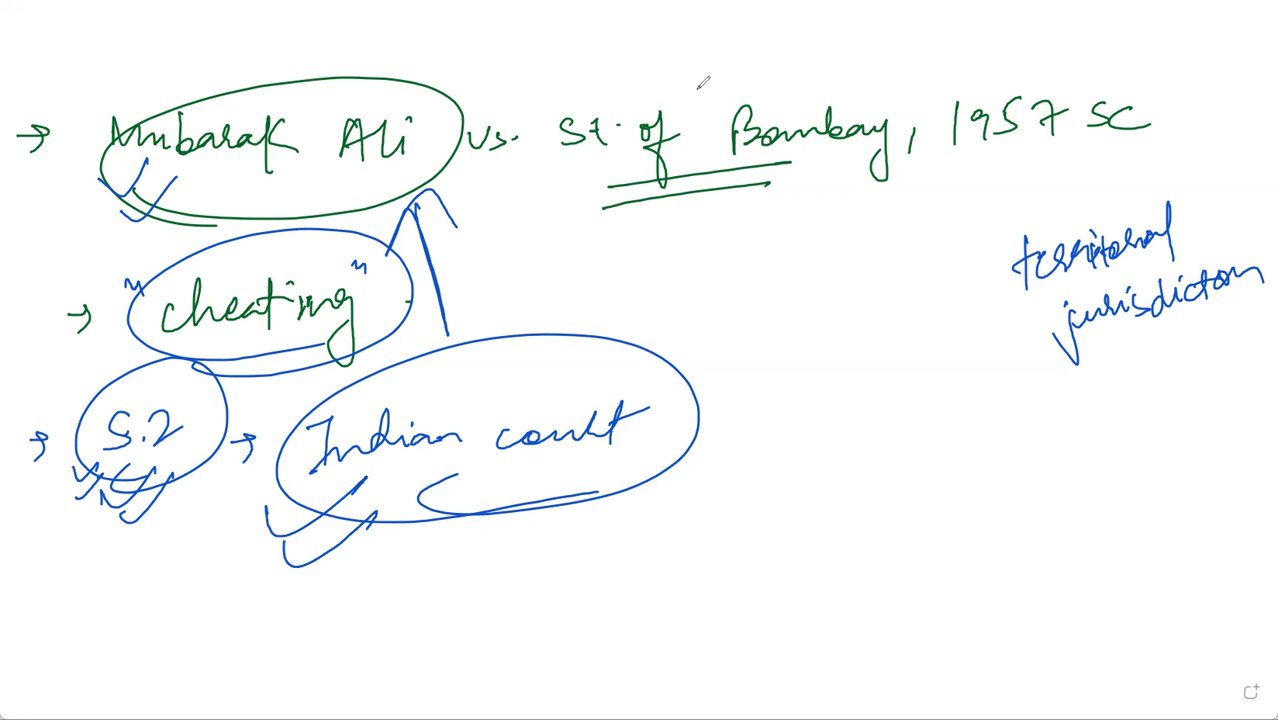 → Mubarak Ali vs. St. of Bombay, 1957 SC
→ "cheating"
→ S.2 → Indian court
territorial
jurisdiction